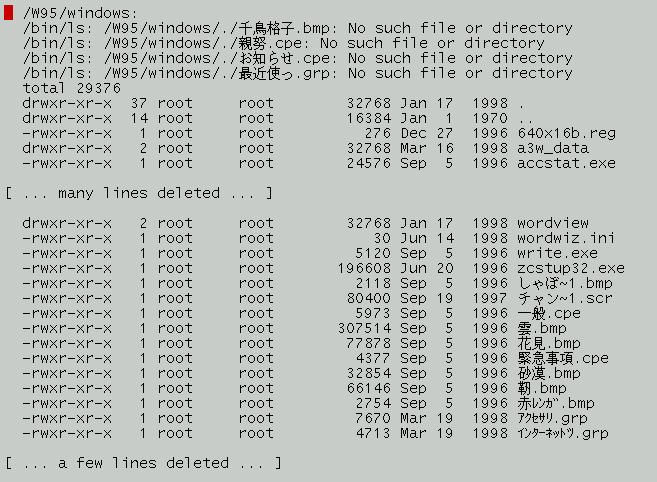 /W95/windows:
/bin/ls: /W95/windows/./千鳥格子.bmp: No such file or directory
/bin/ls: /W95/windows/./親努.cpe: No such file or directory
/bin/ls: /W95/windows/./お知らせ.cpe: No such file or directory
/bin/ls: /W95/windows/./最近使っ.grp: No such file or directory
total 29376
drwxr-xr-x 37 root root 32768 Jan 17 1998 .
drwxr-xr-x 14 root root 16384 Jan 1 1970 ..
-rwxr-xr-x 1 root root 276 Dec 27 1996 640x16b.reg
drwxr-xr-x 2 root root 32768 Mar 16 1998 a3w_data
-rwxr-xr-x 1 root root 24576 Sep 5 1996 accstat.exe
[ ... many lines deleted ... ]
drwxr-xr-x 2 root root 32768 Jan 17 1998 wordview
-rwxr-xr-x 1 root root 30 Jun 14 1998 wordwiz.ini
-rwxr-xr-x 1 root root 5120 Sep 5 1996 write.exe
-rwxr-xr-x 1 root root 196608 Jun 20 1996 zcstup32.exe
-rwxr-xr-x 1 root root 2118 Sep 5 1996 しゃぼ~1.bmp
-rwxr-xr-x 1 root root 80400 Sep 19 1997 チャン~1.scr
-rwxr-xr-x 1 root root 5973 Sep 5 1996 一般.cpe
-rwxr-xr-x 1 root root 307514 Sep 5 1996 雲.bmp
-rwxr-xr-x 1 root root 77878 Sep 5 1996 花見.bmp
-rwxr-xr-x 1 root root 4377 Sep 5 1996 緊急事項.cpe
-rwxr-xr-x 1 root root 32854 Sep 5 1996 砂漠.bmp
-rwxr-xr-x 1 root root 66146 Sep 5 1996 .bmp
-rwxr-xr-x 1 root root 2754 Sep 5 1996 赤ﾚﾝｶﾞ.bmp
-rwxr-xr-x 1 root root 7670 Mar 19 1998 ｱｸｾｻﾘ.grp
-rwxr-xr-x 1 root root 4713 Mar 19 1998 ｲﾝﾀｰﾈｯﾄﾂ.grp
[ ... a few lines deleted ... ]